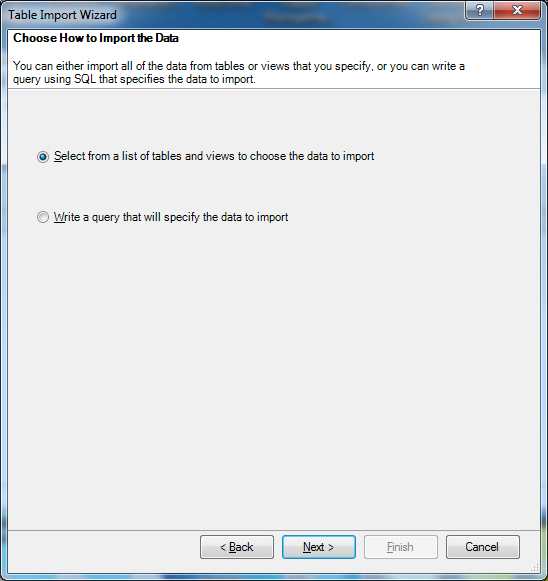 Table Import Wizard
?
Choose How to Import the Data
You can either import all of the data from tables or views that you specify, or you can write a
query using SQL that specifies the data to import.
Select from a list of tables and views to choose the data to import
Write a query that will specify the data to import
< Back
Next >
Finish
Cancel